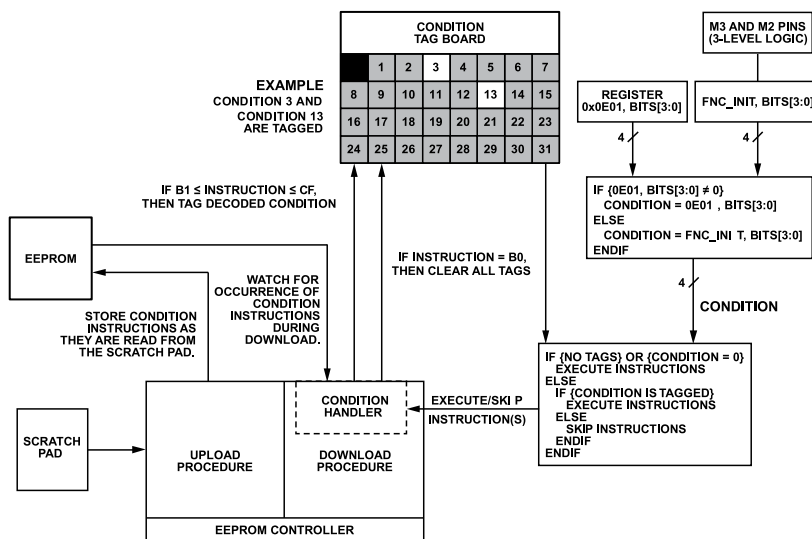 CONDITION
TAG BOARD
1 2 3 4 5 6 7
8 9 10 11 12 13 14 15
16 17 18 19 20 21 22 23
24 25 26 27 28 29 30 31
EXAMPLE
CONDITION 3 AND
CONDITION 13
ARE TAGGED
M3 AND M2 PINS
(3-LEVEL LOGIC)
REGISTER
0x0E01, BITS[3:0]
FNC_INIT, BITS[3:0]
4
4
IF {0E01, BITS[3:0] ≠ 0}
CONDITION = 0E01 , BITS[3:0]
ELSE
CONDITION = FNC_INI T, BITS[3:0]
ENDIF
4
CONDITION
IF B1 ≤ INSTRUCTION ≤ CF,
THEN TAG DECODED CONDITION
IF INSTRUCTION = B0,
THEN CLEAR ALL TAGS
EEPROM
WATCH FOR
OCCURRENCE OF
CONDITION
INSTRUCTIONS
DURING
DOWNLOAD.
STORE CONDITION
INSTRUCTIONS AS
THEY ARE READ FROM
THE SCRATCH PAD.
IF {NO TAGS} OR {CONDITION = 0}
EXECUTE INSTRUCTIONS
ELSE
IF {CONDITION IS TAGGED}
EXECUTE INSTRUCTIONS
ELSE
SKIP INSTRUCTIONS
ENDIF
ENDIF
EXECUTE/SKI P
INSTRUCTION(S)
CONDITION
HANDLER
SCRATCH
PAD
UPLOAD
PROCEDURE
DOWNLOAD
PROCEDURE
EEPROM CONTROLLER